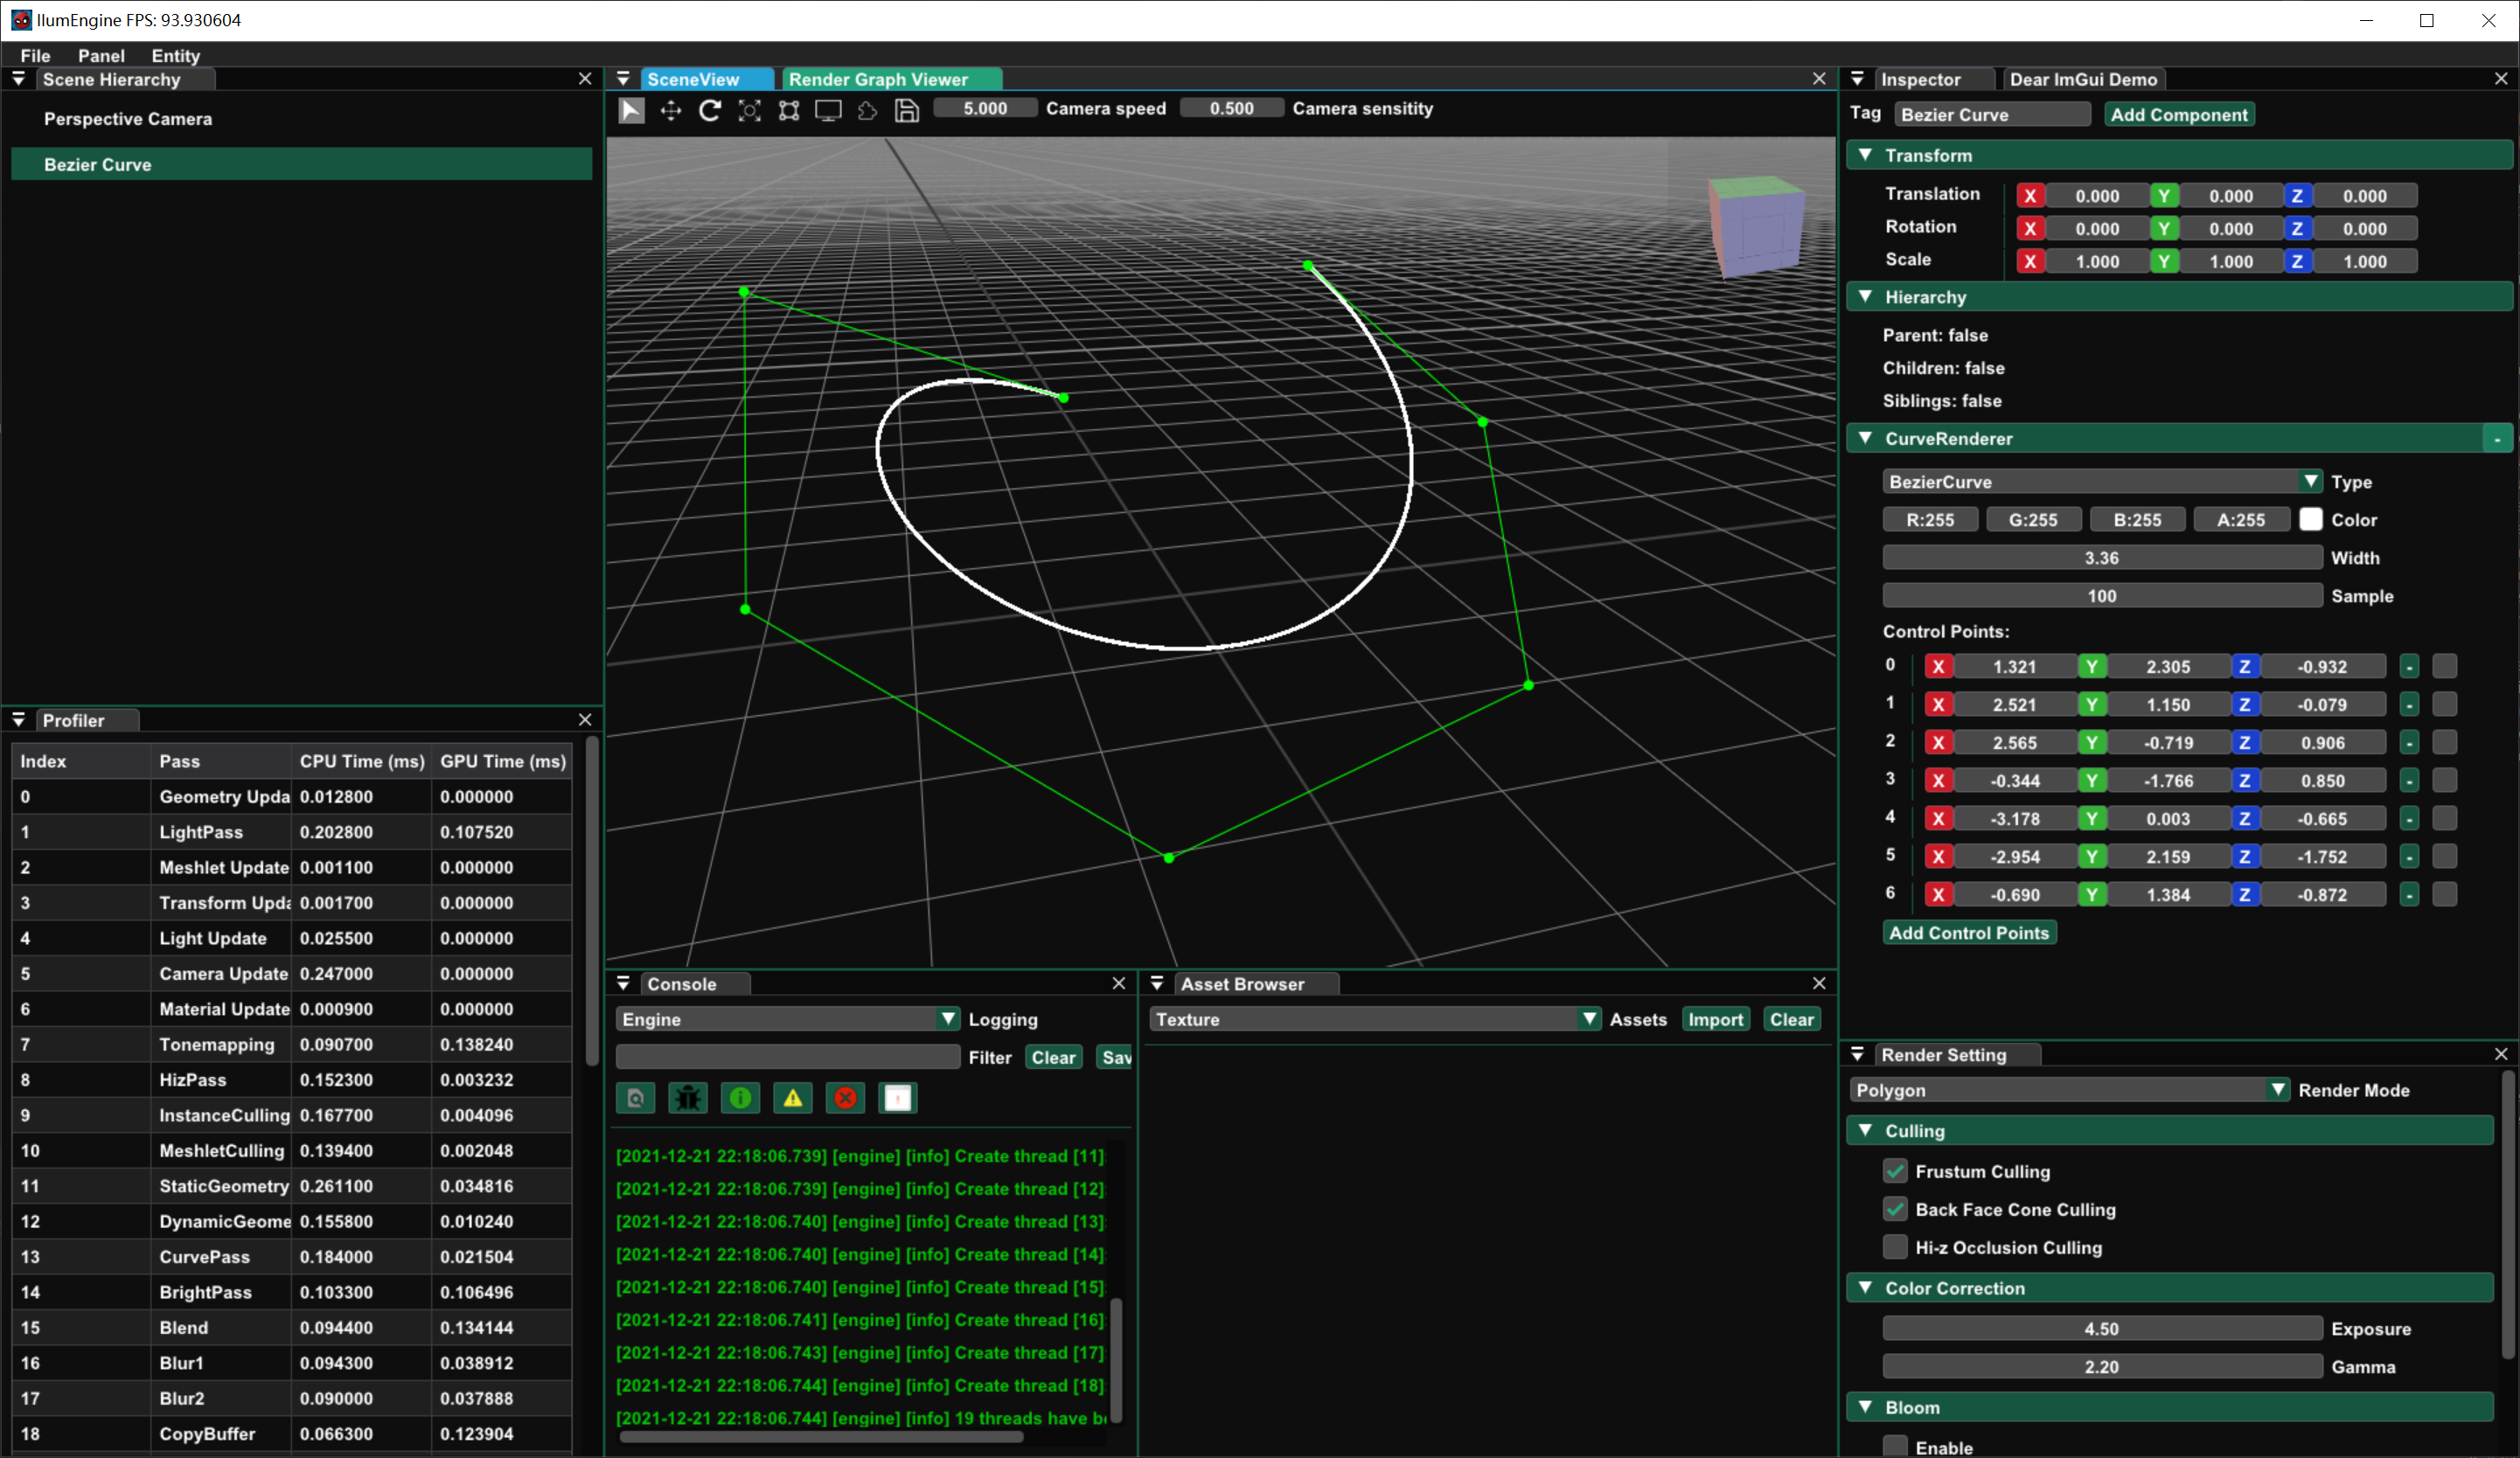 IlumEngine FPS: 93.930604
File Panel Entity
Scene Hierarchy
Perspective Camera
Bezier Curve
Profiler
Index Pass CPU Time (ms) GPU Time (ms)
0 Geometry Upda 0.012800 0.000000
1 LightPass 0.202800 0.107520
2 Meshlet Update 0.001100 0.000000
3 Transform Upda 0.001700 0.000000
4 Light Update 0.025500 0.000000
5 Camera Update 0.247000 0.000000
6 Material Update 0.000900 0.000000
7 Tonemapping 0.090700 0.138240
8 HizPass 0.152300 0.003232
9 InstanceCulling 0.167700 0.004096
10 MeshletCulling 0.139400 0.002048
11 StaticGeometry 0.261100 0.034816
12 DynamicGeome 0.155800 0.010240
13 CurvePass 0.184000 0.021504
14 BrightPass 0.103300 0.106496
15 Blend 0.094400 0.134144
16 Blur1 0.094300 0.038912
17 Blur2 0.090000 0.037888
18 CopyBuffer 0.066300 0.123904
SceneView Render Graph Viewer
5.000 Camera speed 0.500 Camera sensitity
Console
Engine Logging
Filter Clear Sav
[2021-12-21 22:18:06.739] [engine] [info] Create thread [11]
[2021-12-21 22:18:06.739] [engine] [info] Create thread [12]
[2021-12-21 22:18:06.740] [engine] [info] Create thread [13]
[2021-12-21 22:18:06.740] [engine] [info] Create thread [14]
[2021-12-21 22:18:06.740] [engine] [info] Create thread [15]
[2021-12-21 22:18:06.741] [engine] [info] Create thread [16]
[2021-12-21 22:18:06.743] [engine] [info] Create thread [17]
[2021-12-21 22:18:06.744] [engine] [info] Create thread [18]
[2021-12-21 22:18:06.744] [engine] [info] 19 threads have be
Asset Browser
Texture Assets Import Clear
Inspector Dear ImGui Demo
Tag Bezier Curve Add Component
Transform
Translation X 0.000 Y 0.000 Z 0.000
Rotation X 0.000 Y 0.000 Z 0.000
Scale X 1.000 Y 1.000 Z 1.000
Hierarchy
Parent: false
Children: false
Siblings: false
CurveRenderer -
BezierCurve Type
R:255 G:255 B:255 A:255 Color
3.36 Width
100 Sample
Control Points:
0 X 1.321 Y 2.305 Z -0.932 -
1 X 2.521 Y 1.150 Z -0.079 -
2 X 2.565 Y -0.719 Z 0.906 -
3 X -0.344 Y -1.766 Z 0.850 -
4 X -3.178 Y 0.003 Z -0.665 -
5 X -2.954 Y 2.159 Z -1.752 -
6 X -0.690 Y 1.384 Z -0.872 -
Add Control Points
Render Setting
Polygon Render Mode
Culling
Frustum Culling
Back Face Cone Culling
Hi-z Occlusion Culling
Color Correction
4.50 Exposure
2.20 Gamma
Bloom
Enable